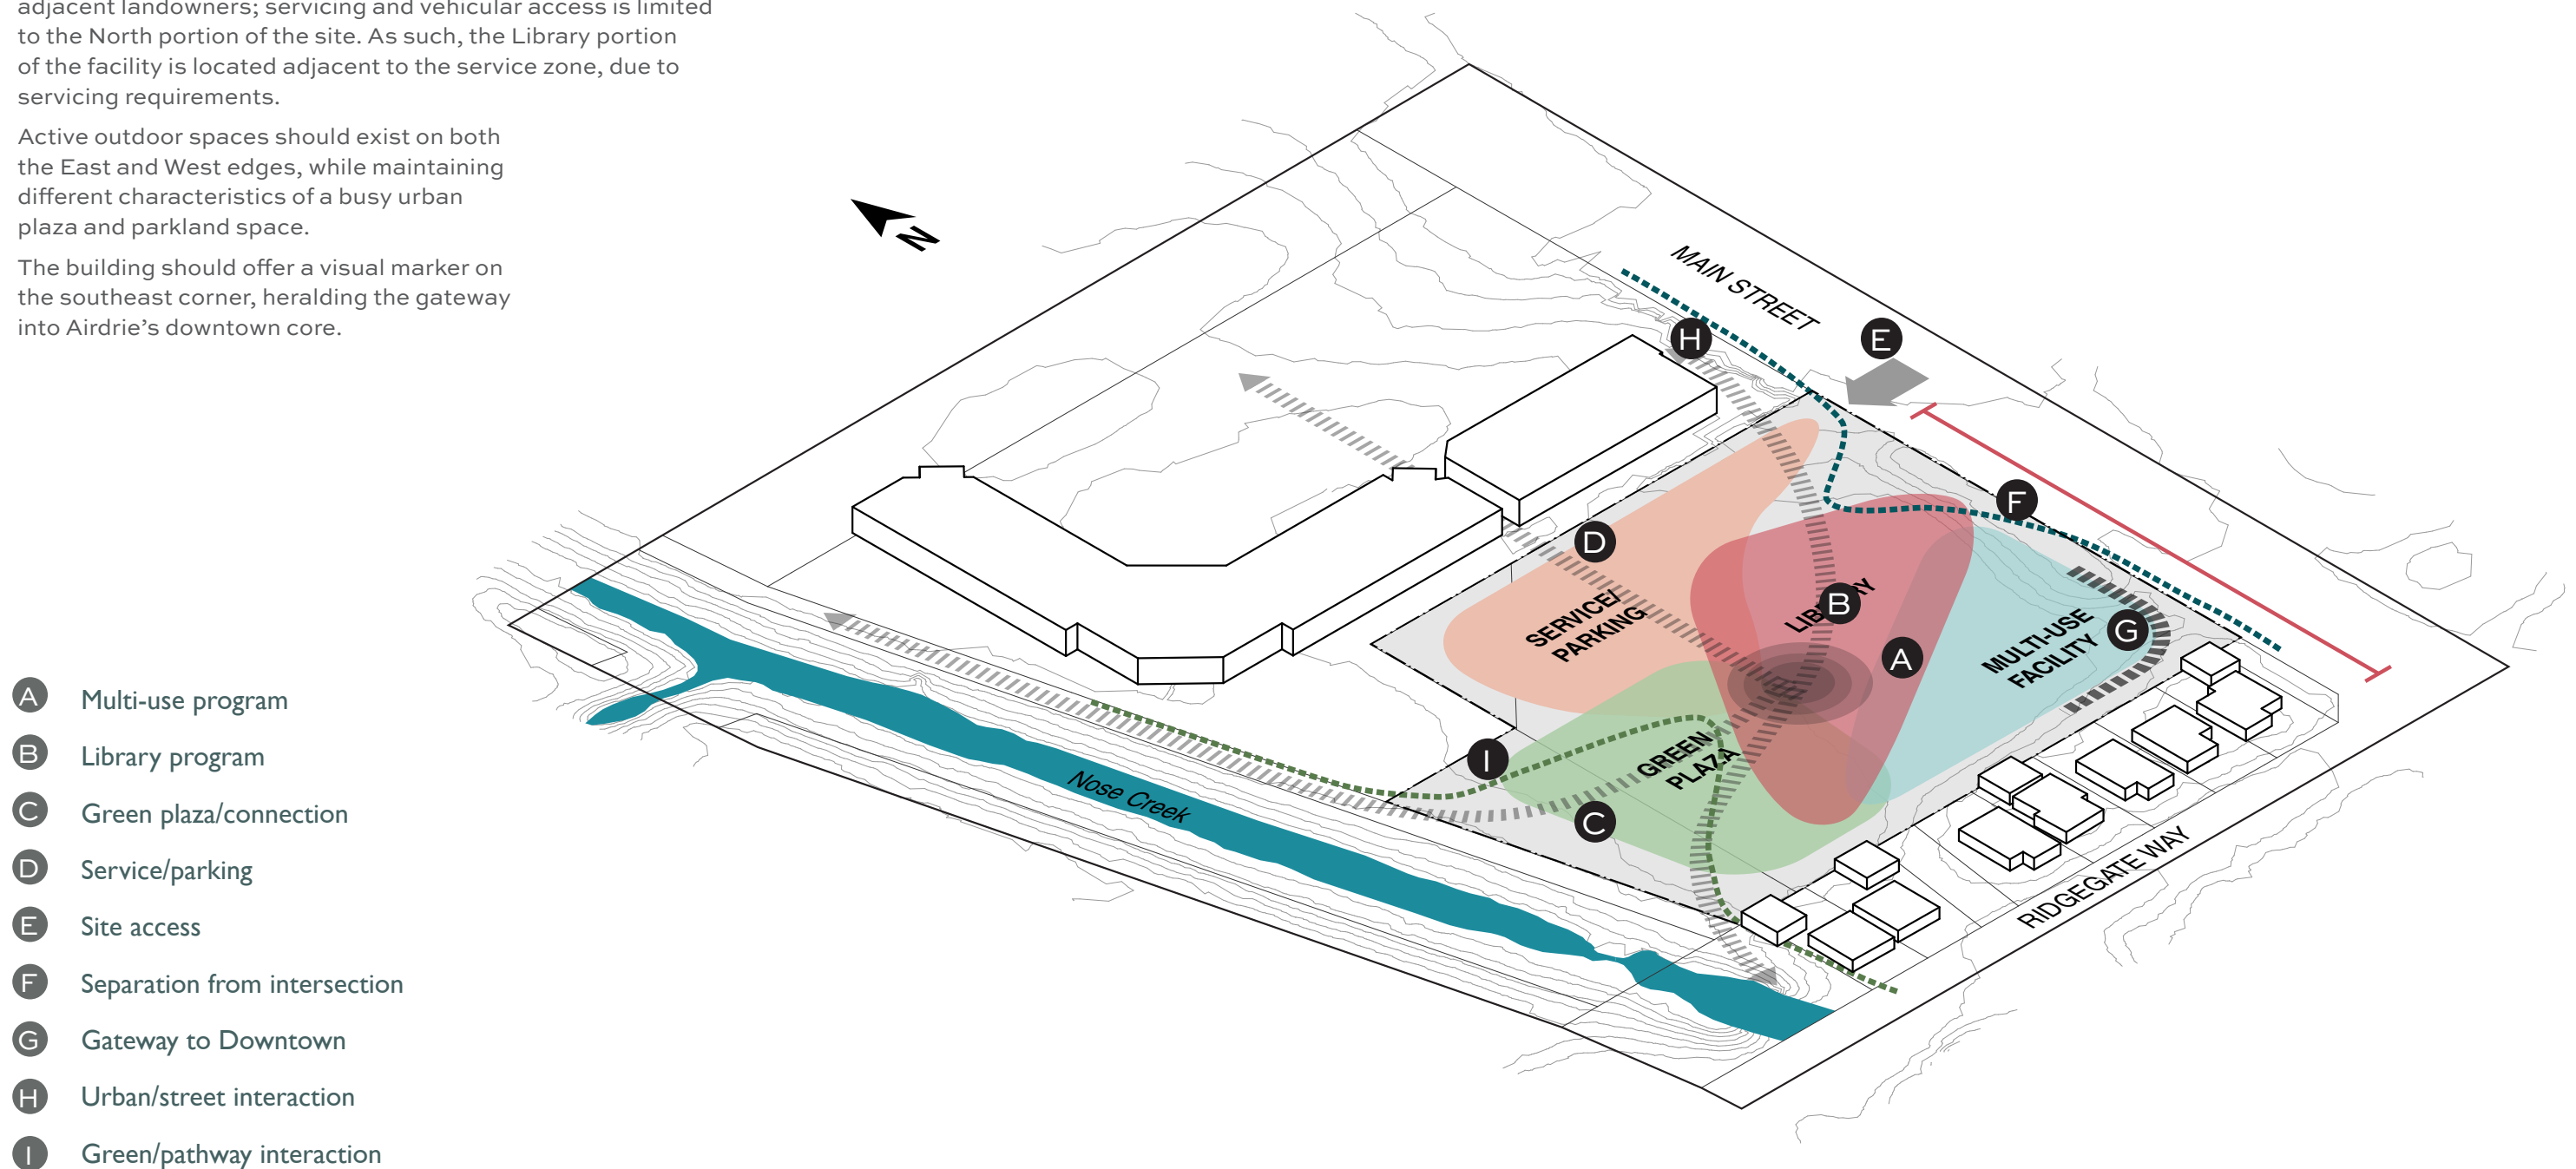 adjacent landowners; servicing and vehicular access is limited
to the North portion of the site. As such, the Library portion
of the facility is located adjacent to the service zone, due to
servicing requirements.
Active outdoor spaces should exist on both
the East and West edges, while maintaining
different characteristics of a busy urban
plaza and parkland space.
The building should offer a visual marker on
the southeast corner, heralding the gateway
into Airdrie’s downtown core.
N
MAIN STREET
H
E
F
D
SERVICE/
PARKING
LIBRARY
B
A
MULTI-USE
FACILITY
G
I
GREEN
PLAZA
C
Nose Creek
RIDGEGATE WAY
A Multi-use program
B Library program
C Green plaza/connection
D Service/parking
E Site access
F Separation from intersection
G Gateway to Downtown
H Urban/street interaction
I Green/pathway interaction